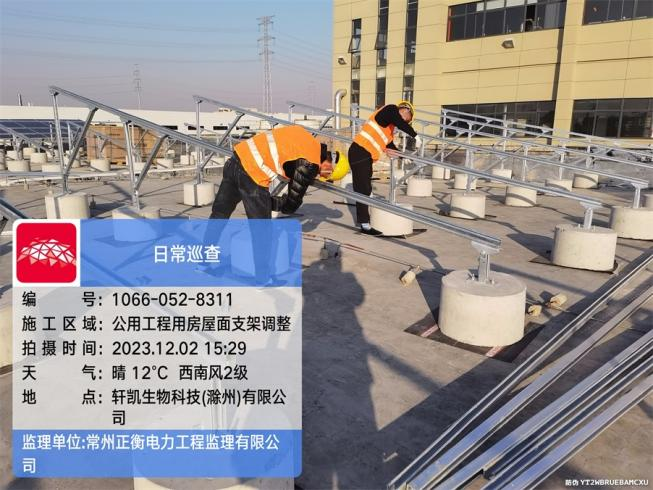 日常巡查
编号：1066-052-8311
施工区域：公用工程用房屋面支架调整
拍摄时间：2023.12.02 15:29
天气：晴 12℃ 西南风2级
地点：轩凯生物科技(滁州)有限公
司
监理单位:常州正衡电力工程监理有限公
司
防伪 YT2WBRUEBAMCXU